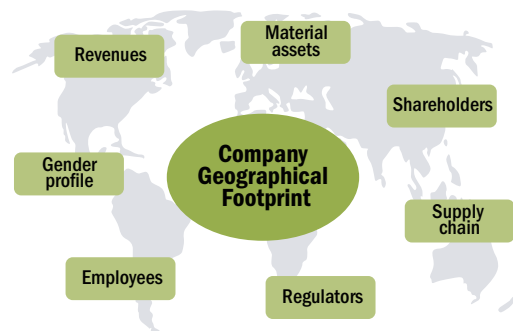 Revenues
Material
assets
Shareholders
Company
Geographical
Footprint
Gender
profile
Supply
chain
Employees
Regulators